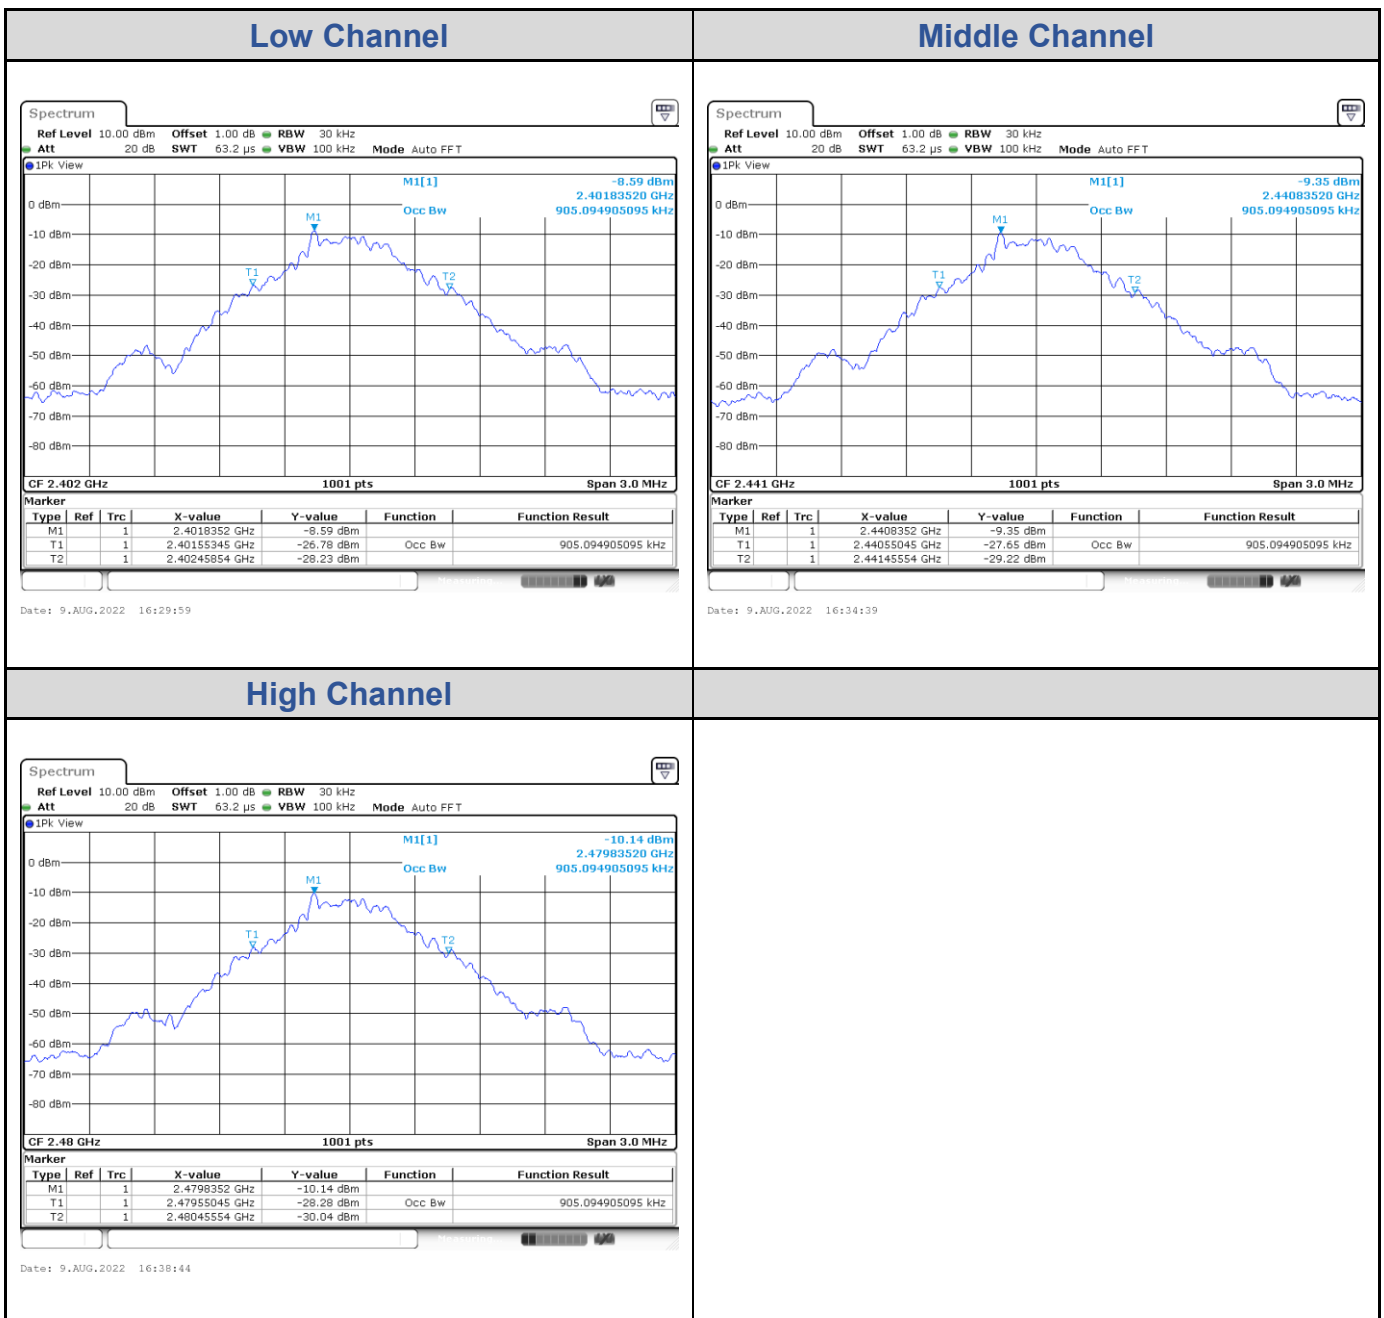 Low Channel
Middle Channel
Spectrum
Ref Level 10.00 dBm Offset 1.00 dB RBW 30 kHz
Att 20 dB SWT 63.2 µs VBW 100 kHz Mode Auto FFT
1Pk View
M1[1] -8.59 dBm
2.40183520 GHz
Occ Bw 905.094905095 kHz
0 dBm
-10 dBm
-20 dBm
-30 dBm
-40 dBm
-50 dBm
-60 dBm
-70 dBm
-80 dBm
M1
T1
T2
CF 2.402 GHz 1001 pts Span 3.0 MHz
Marker
Type Ref Trc X-value Y-value Function Function Result
M1 1 2.4018352 GHz -8.59 dBm
T1 1 2.40155345 GHz -26.78 dBm Occ Bw 905.094905095 kHz
T2 1 2.40245854 GHz -28.23 dBm
Measuring
Date: 9.AUG.2022 16:29:59
Spectrum
Ref Level 10.00 dBm Offset 1.00 dB RBW 30 kHz
Att 20 dB SWT 63.2 µs VBW 100 kHz Mode Auto FFT
1Pk View
M1[1] -9.35 dBm
2.44083520 GHz
Occ Bw 905.094905095 kHz
0 dBm
-10 dBm
-20 dBm
-30 dBm
-40 dBm
-50 dBm
-60 dBm
-70 dBm
-80 dBm
M1
T1
T2
CF 2.441 GHz 1001 pts Span 3.0 MHz
Marker
Type Ref Trc X-value Y-value Function Function Result
M1 1 2.4408352 GHz -9.35 dBm
T1 1 2.44055045 GHz -27.65 dBm Occ Bw 905.094905095 kHz
T2 1 2.44145554 GHz -29.22 dBm
Measuring
Date: 9.AUG.2022 16:34:39
High Channel
Spectrum
Ref Level 10.00 dBm Offset 1.00 dB RBW 30 kHz
Att 20 dB SWT 63.2 µs VBW 100 kHz Mode Auto FFT
1Pk View
M1[1] -10.14 dBm
2.47983520 GHz
Occ Bw 905.094905095 kHz
0 dBm
-10 dBm
-20 dBm
-30 dBm
-40 dBm
-50 dBm
-60 dBm
-70 dBm
-80 dBm
M1
T1
T2
CF 2.48 GHz 1001 pts Span 3.0 MHz
Marker
Type Ref Trc X-value Y-value Function Function Result
M1 1 2.4798352 GHz -10.14 dBm
T1 1 2.47955045 GHz -28.28 dBm Occ Bw 905.094905095 kHz
T2 1 2.48045554 GHz -30.04 dBm
Measuring
Date: 9.AUG.2022 16:38:44